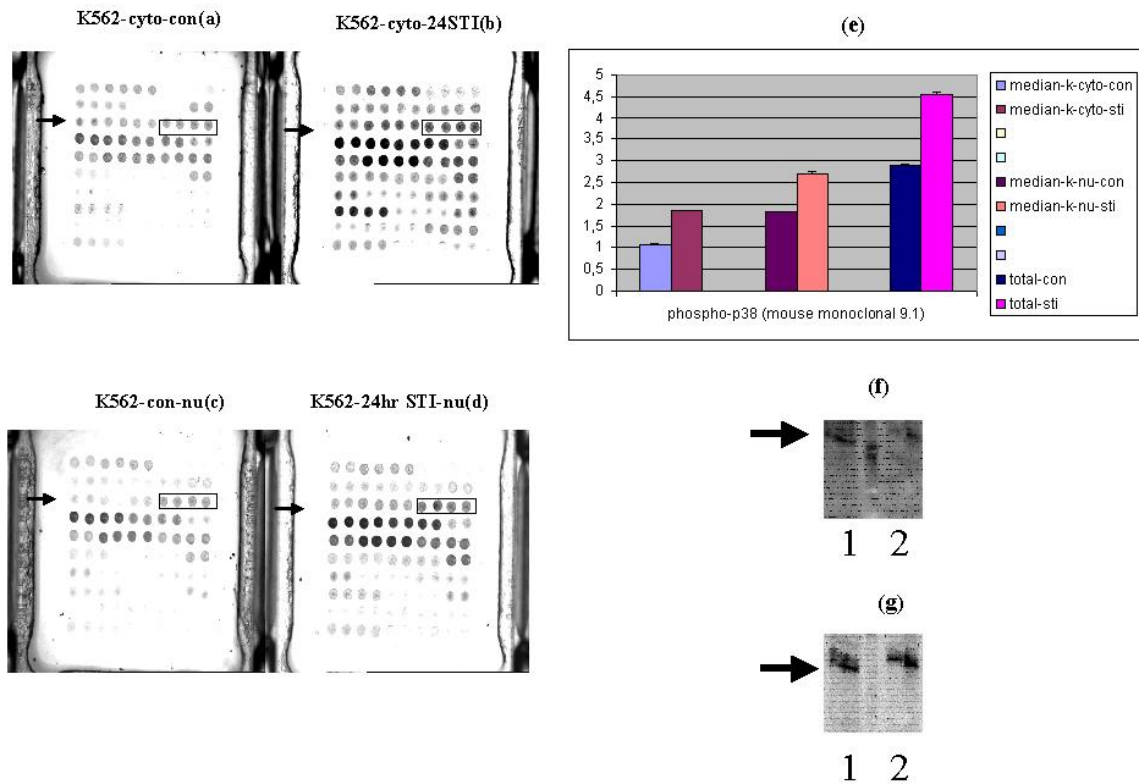 K562-cyto-con(a)
K562-cyto-24STI(b)
(e)
5
4,5
4
3,5
3
2,5
2
1,5
1
0,5
0
phospho-p38 (mouse monoclonal 9.1)
median-k-cyto-con
median-k-cyto-sti
median-k-nu-con
median-k-nu-sti
total-con
total-sti
K562-con-nu(c)
K562-24hr STI-nu(d)
(f)
1 2
(g)
1 2